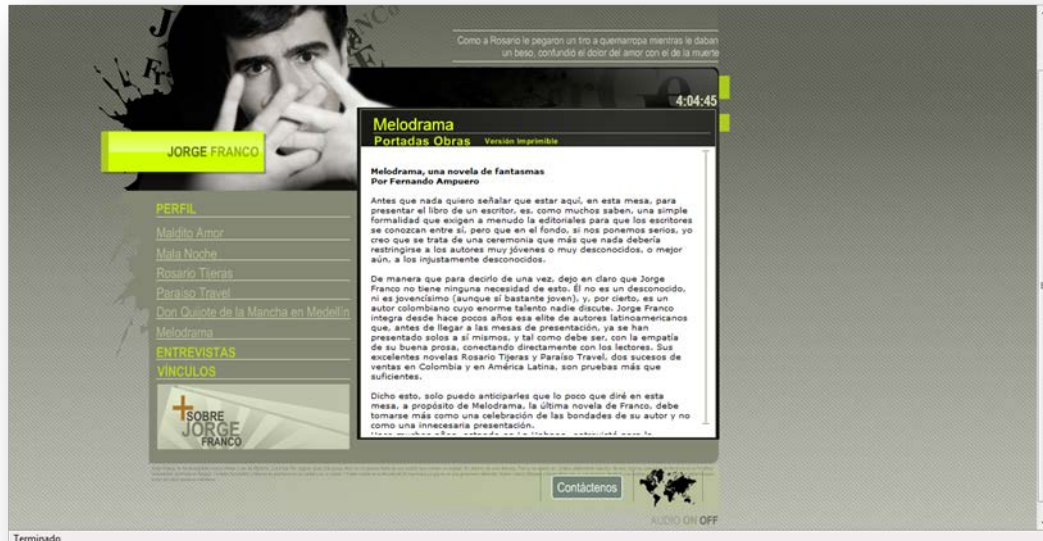 Como a Rosario le pegaron un tiro a quemarropa mientras le daban
un beso, confundió el dolor del amor con el de la muerte
4:04:45
JORGE FRANCO
Melodrama
Portadas Obras Versión Imprimible
Melodrama, una novela de fantasmas
Por Fernando Ampuero
Antes que nada quiero señalar que estar aquí, en esta mesa, para
presentar el libro de un escritor, es, como muchos saben, una simple
formalidad que exigen a menudo la editoriales para que los escritores
se conozcan entre sí, pero que en el fondo, si nos ponemos serios, yo
creo que se trata de una ceremonia que más que nada debería
restringirse a los autores muy jóvenes o muy desconocidos, o mejor
aún, a los injustamente desconocidos.
De manera que para decirlo de una vez, dejo en claro que Jorge
Franco no tiene ninguna necesidad de esto. Él no es un desconocido,
ni es jovencísimo (aunque sí bastante joven), y, por cierto, es un
autor colombiano cuyo enorme talento nadie discute. Jorge Franco
integra desde hace pocos años esa elite de autores latinoamericanos
que, antes de llegar a las mesas de presentación, ya se han
presentado solos a sí mismos, y tal como debe ser, con la empatía
de su buena prosa, conectando directamente con los lectores. Sus
excelentes novelas Rosario Tijeras y Paraíso Travel, dos sucesos de
ventas en Colombia y en América Latina, son pruebas más que
suficientes.
Dicho esto, solo puedo anticiparles que lo poco que diré en esta
mesa, a propósito de Melodrama, la última novela de Franco, debe
tomarse más como una celebración de las bondades de su autor y no
como una innecesaria presentación.
PERFIL
Maldito Amor
Mala Noche
Rosario Tijeras
Paraiso Travel
Don Quijote de la Mancha en Medellín
Melodrama
ENTREVISTAS
VÍNCULOS
+SOBRE
JORGE
FRANCO
Contáctenos
AUDIO ON OFF
Terminado